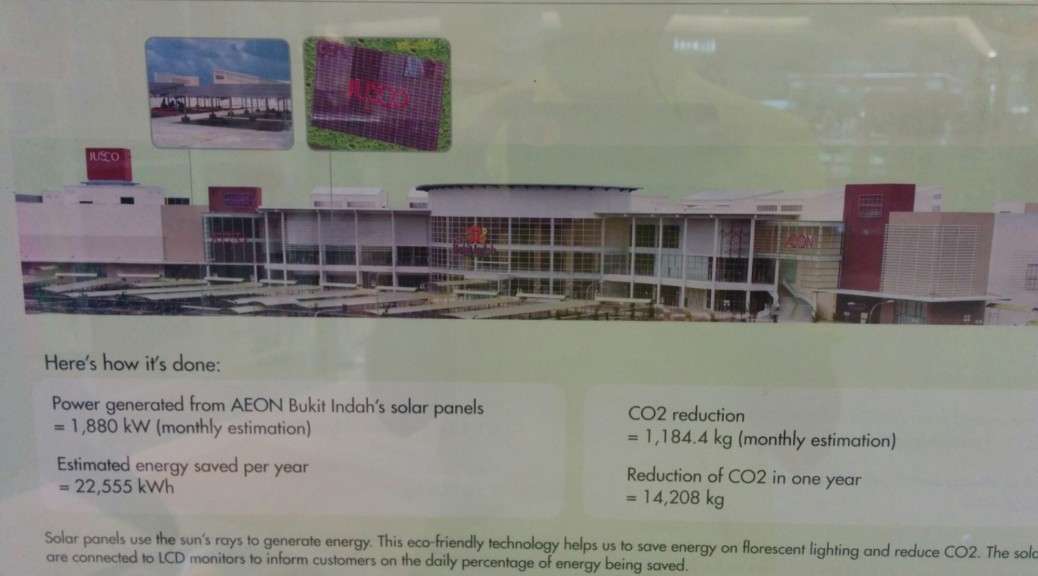 JUSCO
JUSCO
AEON
Here's how it's done:
Power generated from AEON Bukit Indah's solar panels
= 1,880 kW (monthly estimation)
Estimated energy saved per year
= 22,555 kWh
CO2 reduction
= 1,184.4 kg (monthly estimation)
Reduction of CO2 in one year
= 14,208 kg
Solar panels use the sun's rays to generate energy. This eco-friendly technology helps us to save energy on florescent lighting and reduce CO2. The
are connected to LCD monitors to inform customers on the daily percentage of energy being saved.